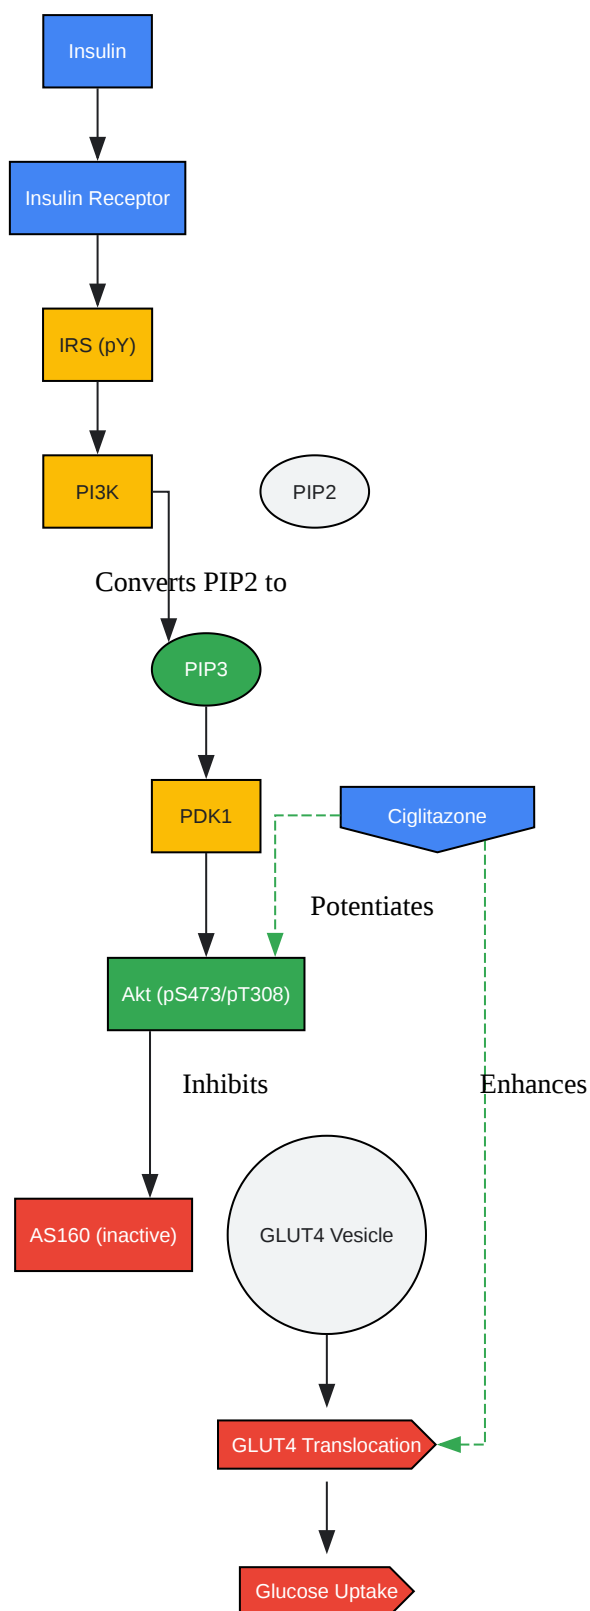 Insulin
Insulin Receptor
IRS (pY)
PI3K
PIP2
Converts PIP2 to
PIP3
PDK1
Ciglitazone
Potentiates
Akt (pS473/pT308)
Inhibits
Enhances
AS160 (inactive)
GLUT4 Vesicle
GLUT4 Translocation
Glucose Uptake